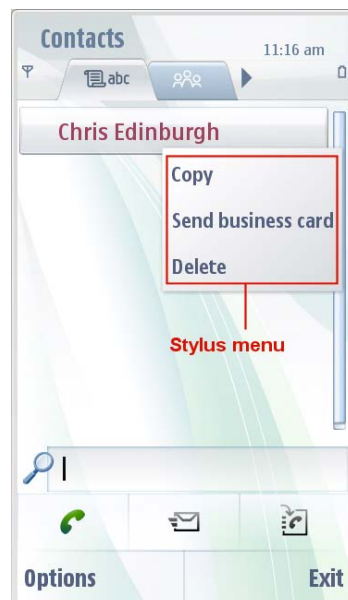 Contacts
11:16 am
abc
Chris Edinburgh
Copy
Send business card
Delete
Stylus menu
Options
Exit